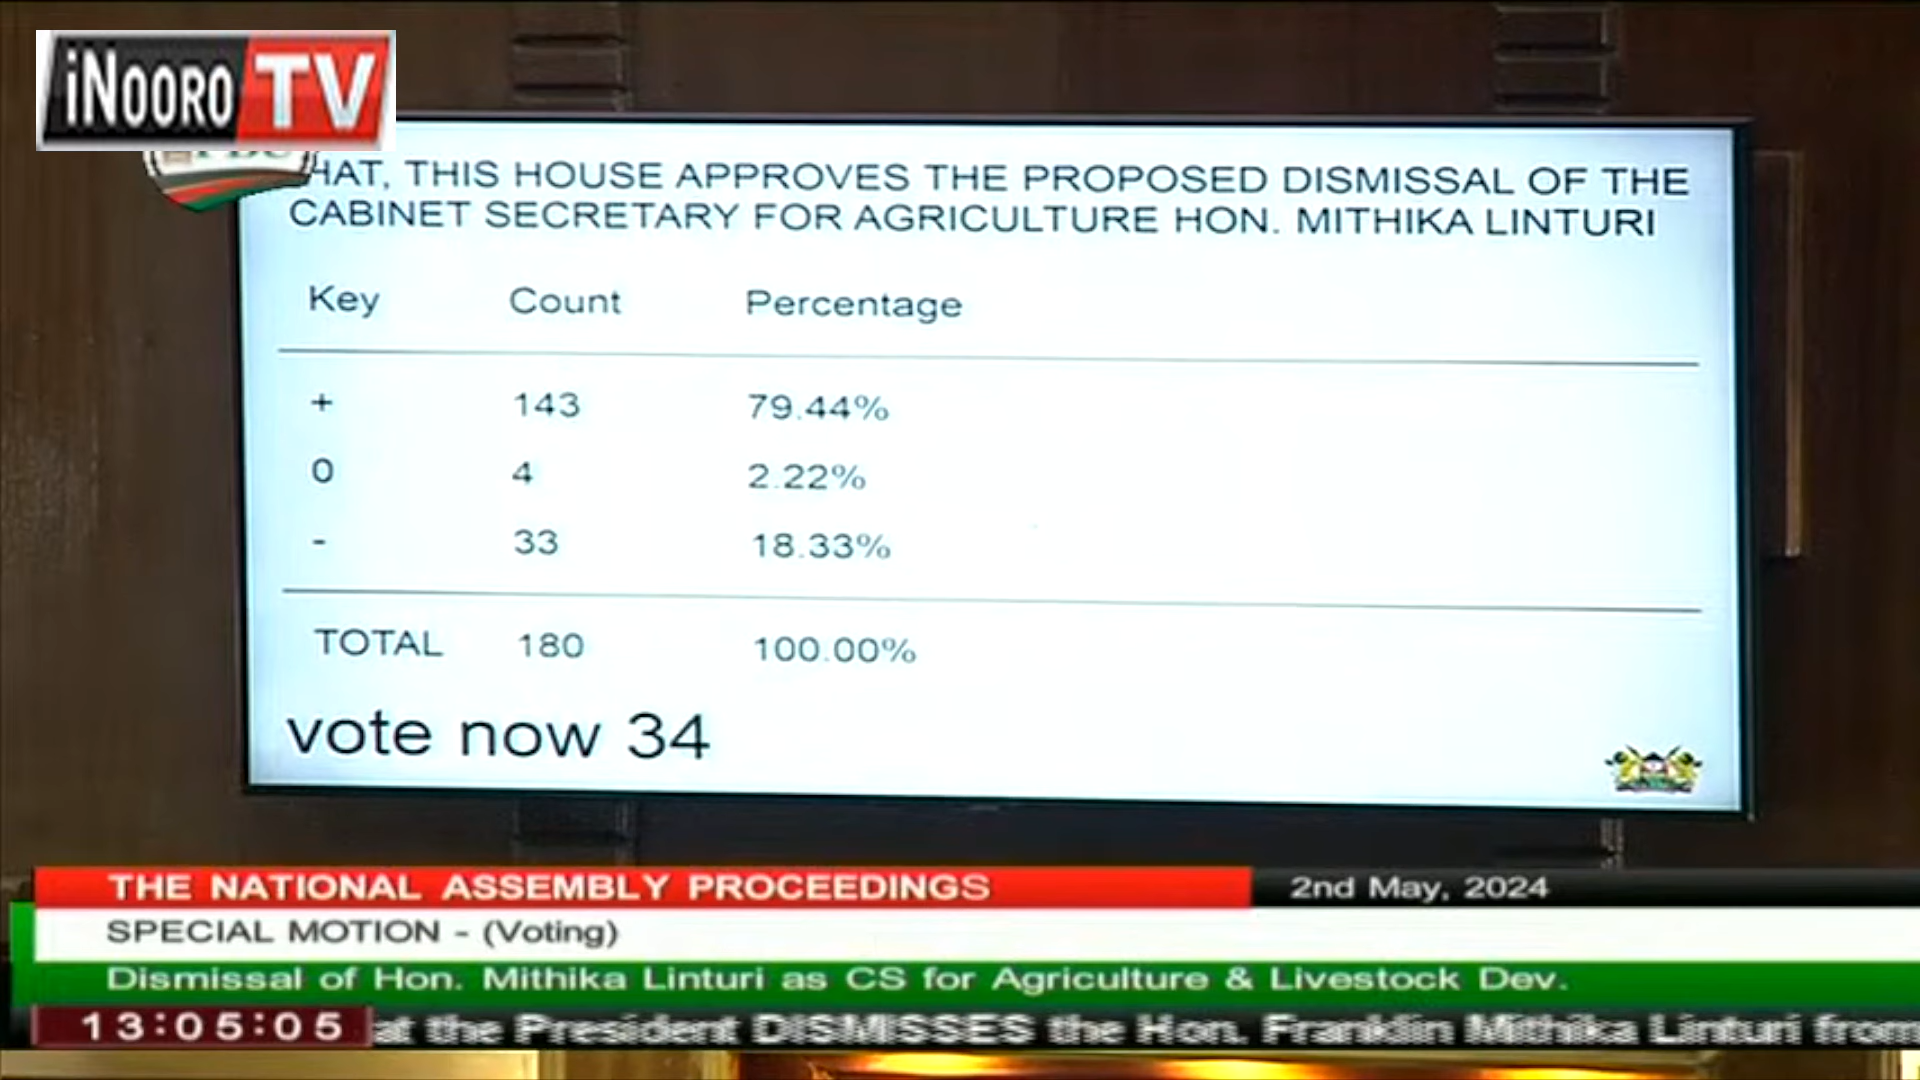 iNOORO TV
HAT, THIS HOUSE APPROVES THE PROPOSED DISMISSAL OF THE
CABINET SECRETARY FOR AGRICULTURE HON. MITHIKA LINTURI
Key Count Percentage
+ 143 79.44%
0 4 2.22%
- 33 18.33%
TOTAL 180 100.00%
vote now 34
THE NATIONAL ASSEMBLY PROCEEDINGS 2nd May, 2024
SPECIAL MOTION - (Voting)
Dismissal of Hon. Mithika Linturi as CS for Agriculture & Livestock Dev.
13:05:05 at the President DISMISSES the Hon. Franklin Mithika Linturi from